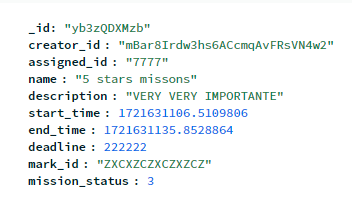 _id: "yb3zQDXMzb"
creator_id : "mBar8Irdw3hs6ACcmqAvFRsVN4w2"
assigned_id : "7777"
name : "5 stars missons"
description : "VERY VERY IMPORTANTE"
start_time : 1721631106.5109806
end_time : 1721631135.8528864
deadline : 222222
mark_id : "ZXCXZCZXCZXZCZ"
mission_status : 3